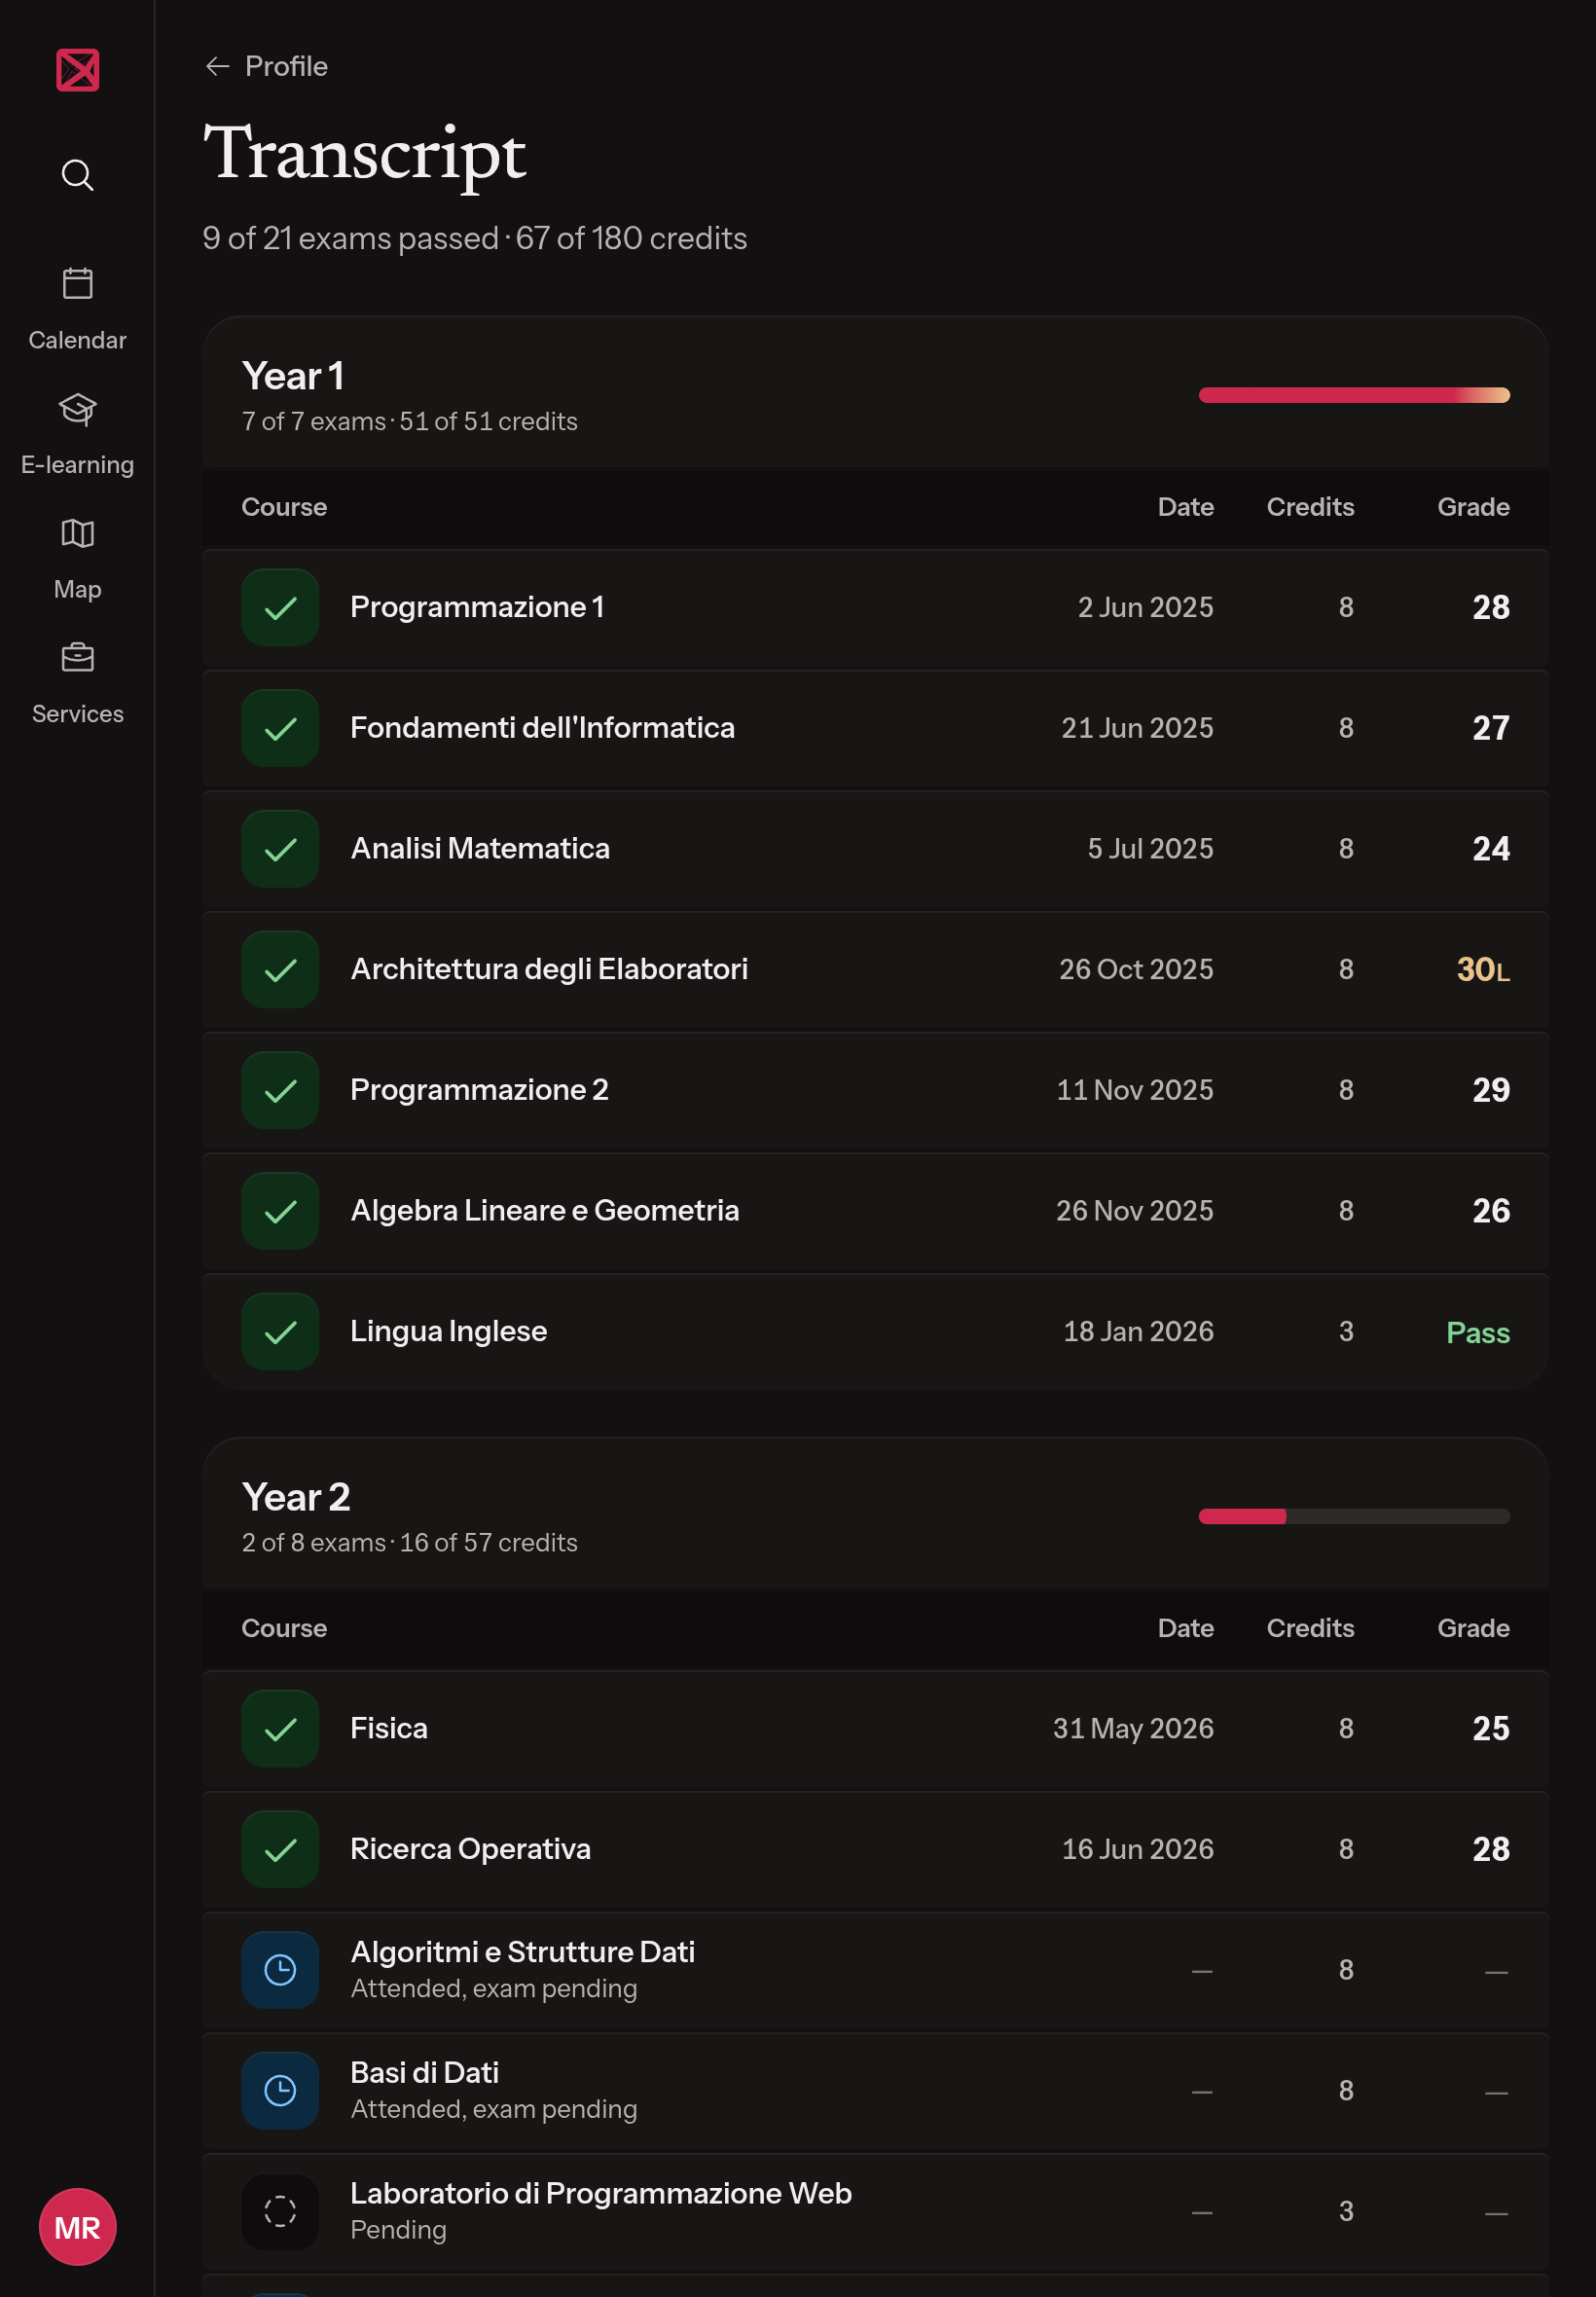 Profile
Transcript
9 of 21 exams passed · 67 of 180 credits
Calendar
E-learning
Map
Services
MR
Year 1
7 of 7 exams · 51 of 51 credits
Course Date Credits Grade
Programmazione 1 2 Jun 2025 8 28
Fondamenti dell'Informatica 21 Jun 2025 8 27
Analisi Matematica 5 Jul 2025 8 24
Architettura degli Elaboratori 26 Oct 2025 8 30L
Programmazione 2 11 Nov 2025 8 29
Algebra Lineare e Geometria 26 Nov 2025 8 26
Lingua Inglese 18 Jan 2026 3 Pass
Year 2
2 of 8 exams · 16 of 57 credits
Course Date Credits Grade
Fisica 31 May 2026 8 25
Ricerca Operativa 16 Jun 2026 8 28
Algoritmi e Strutture Dati — 8 —
Attended, exam pending
Basi di Dati — 8 —
Attended, exam pending
Laboratorio di Programmazione Web — 3 —
Pending